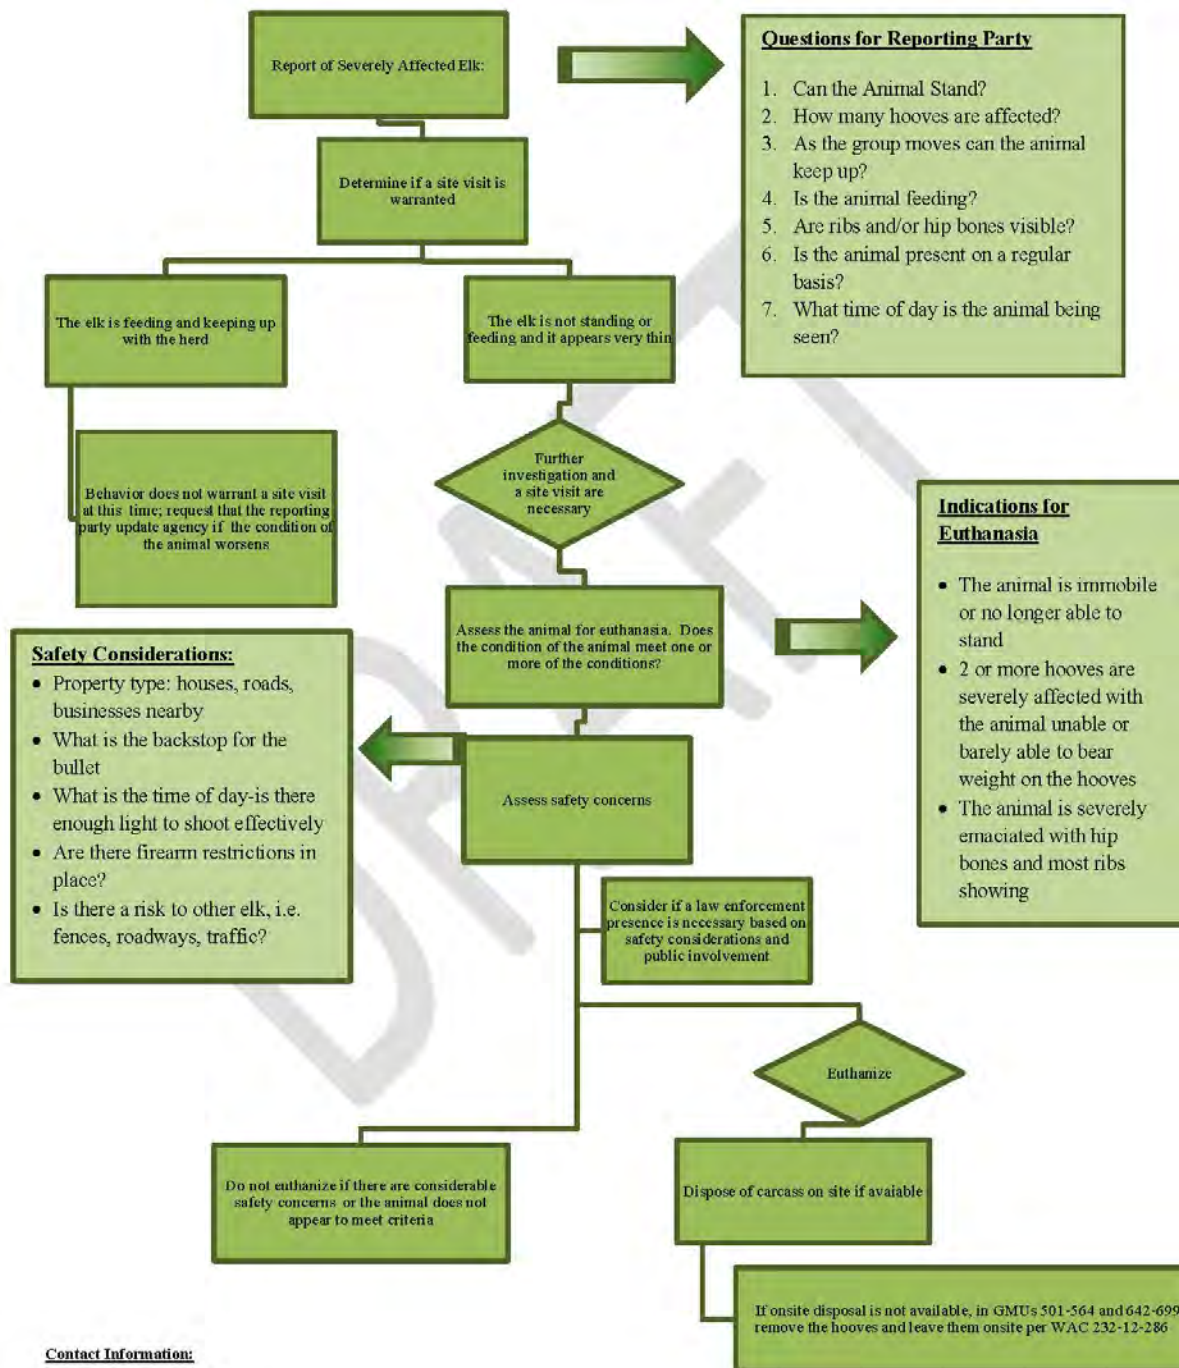 Report of Severely Affected Elk:
Questions for Reporting Party
1. Can the Animal Stand?
2. How many hooves are affected?
3. As the group moves can the animal
keep up?
4. Is the animal feeding?
5. Are ribs and/or hip bones visible?
6. Is the animal present on a regular
basis?
7. What time of day is the animal being
seen?
Determine if a site visit is
warranted
The elk is feeding and keeping up
with the herd
The elk is not standing or
feeding and it appears very thin
Behavior does not warrant a site visit
at this time; request that the reporting
party update agency if the condition of
the animal worsens
Further
investigation and
a site visit are
necessary
Assess the animal for euthanasia. Does
the condition of the animal meet one or
more of the conditions?
Indications for
Euthanasia
• The animal is immobile
or no longer able to
stand
• 2 or more hooves are
severely affected with
the animal unable or
barely able to bear
weight on the hooves
• The animal is severely
emaciated with hip
bones and most ribs
showing
Safety Considerations:
• Property type: houses, roads,
businesses nearby
• What is the backstop for the
bullet
• What is the time of day-is there
enough light to shoot effectively
• Are there firearm restrictions in
place?
• Is there a risk to other elk, i.e.
fences, roadways, traffic?
Assess safety concerns
Consider if a law enforcement
presence is necessary based on
safety considerations and
public involvement
Euthanize
Do not euthanize if there are considerable
safety concerns or the animal does not
appear to meet criteria
Dispose of carcass on site if avaiable
If onsite disposal is not available, in GMUs 501-564 and 642-699
remove the hooves and leave them onsite per WAC 232-12-286
Contact Information:
DRAFT